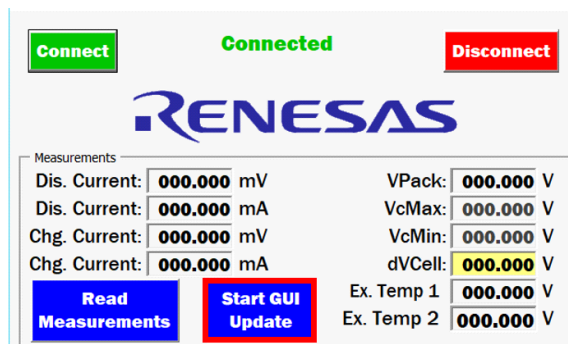 Connect
Connected
Disconnect
RENESAS
Measurements
Dis. Current: 000.000 mV
VPack: 000.000 V
Dis. Current: 000.000 mA
VcMax: 000.000 V
Chg. Current: 000.000 mV
VcMin: 000.000 V
Chg. Current: 000.000 mA
dVCell: 000.000 V
Read
Measurements
Start GUI
Update
Ex. Temp 1 000.000 V
Ex. Temp 2 000.000 V